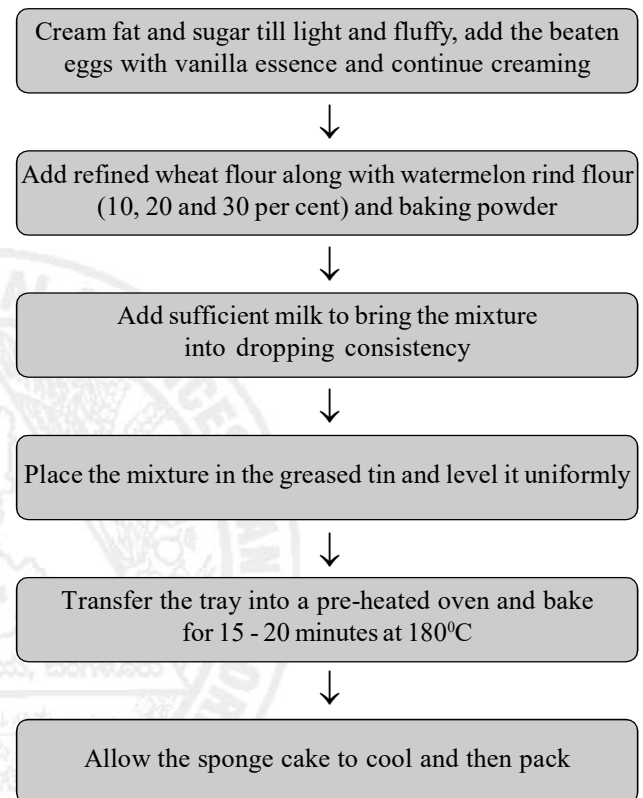 Cream fat and sugar till light and fluffy, add the beaten
eggs with vanilla essence and continue creaming
Add refined wheat flour along with watermelon rind flour
(10, 20 and 30 per cent) and baking powder
Add sufficient milk to bring the mixture
into dropping consistency
Place the mixture in the greased tin and level it uniformly
Transfer the tray into a pre-heated oven and bake
for 15 - 20 minutes at 180⁰C
Allow the sponge cake to cool and then pack